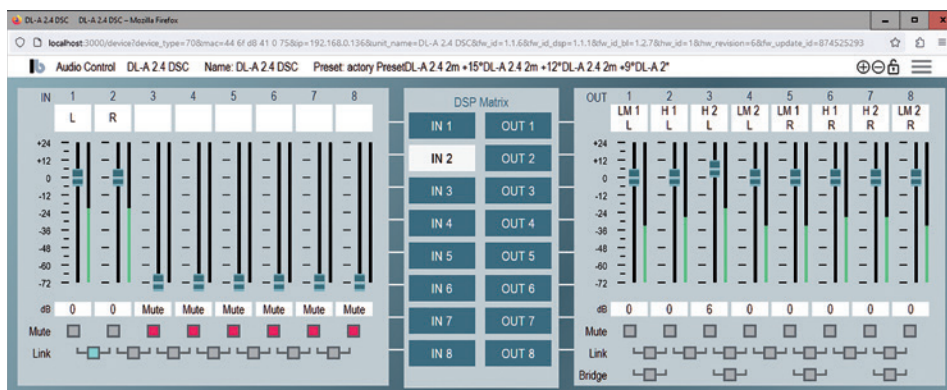 DL-A 2.4 DSC DL-A 2.4 DSC – Mozilla Firefox
localhost:3000/device?device_type=70&mac=44 6f d8 41 0 75&ip=192.168.0.136&unit_name=DL-A 2.4 DSC&fw_id=1.1.6&fw_id_dsp=1.1.1&fw_id_bl=1.2.7&hw_id=1&hw_revision=6&fw_update_id=874525293
Audio Control DL-A 2.4 DSC Name: DL-A 2.4 DSC Preset: actory PresetDL-A 2.4 2m +15°DL-A 2.4 2m +12°DL-A 2.4 2m +9°DL-A 2°
IN 1 2 3 4 5 6 7 8
L R
+24
+12
0
-12
-24
-36
-48
-60
-72
dB 0 0 Mute Mute Mute Mute Mute Mute
Mute
Link
DSP Matrix
IN 1 OUT 1
IN 2 OUT 2
IN 3 OUT 3
IN 4 OUT 4
IN 5 OUT 5
IN 6 OUT 6
IN 7 OUT 7
IN 8 OUT 8
OUT 1 2 3 4 5 6 7 8
LM 1 H 1 H 2 LM 2 LM 1 H 1 H 2 LM 2
L L L L R R R R
+24
+12
0
-12
-24
-36
-48
-60
-72
dB 0 0 6 0 0 0 0 0
Mute
Link
Bridge